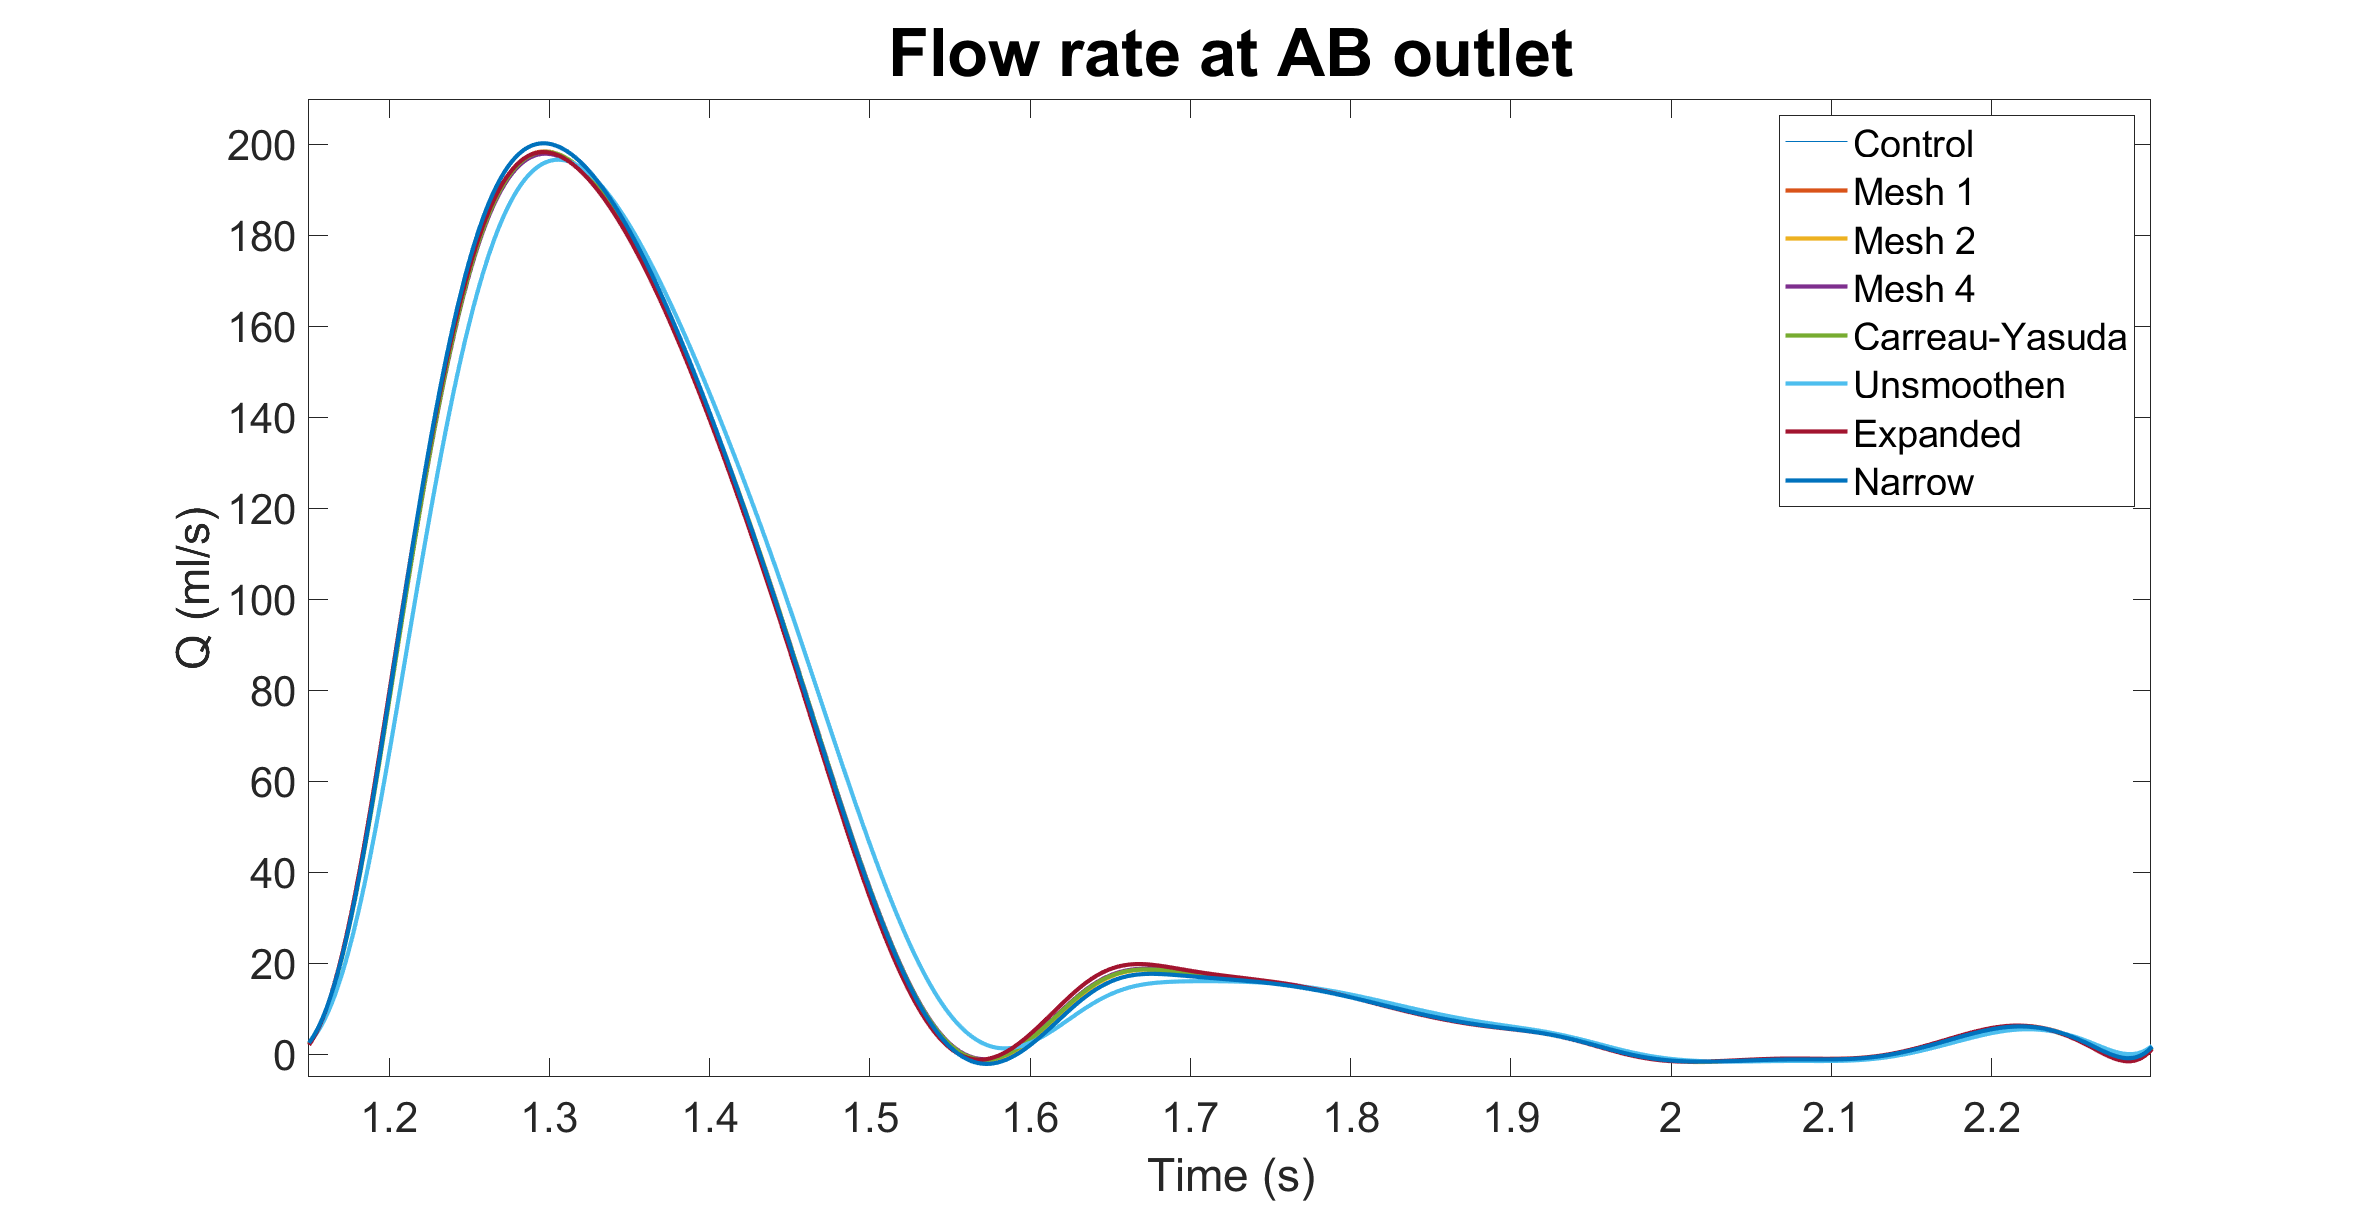 Flow rate at AB outlet
Control
Mesh 1
Mesh 2
Mesh 4
Carreau-Yasuda
Unsmoothen
Expanded
Narrow
200
180
160
140
120
100
80
60
40
20
0
Q (ml/s)
1.2 1.3 1.4 1.5 1.6 1.7 1.8 1.9 2 2.1 2.2
Time (s)